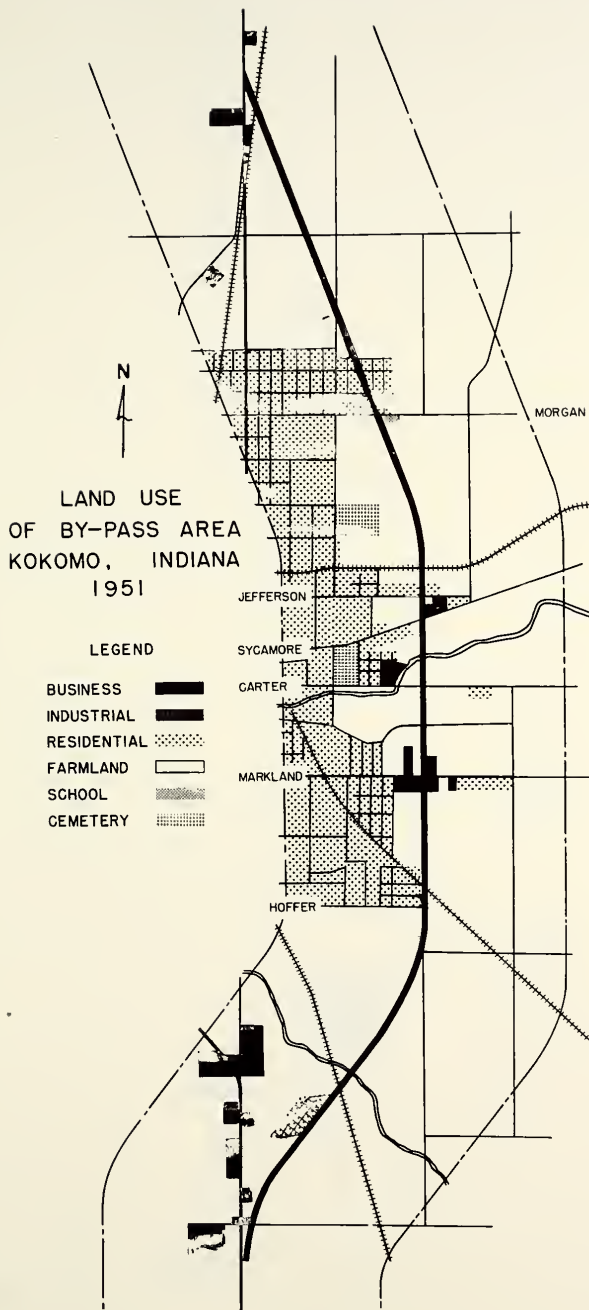 N
MORGAN
LAND USE
OF BY-PASS AREA
KOKOMO, INDIANA
1951
JEFFERSON
SYCAMORE
CARTER
MARKLAND
HOFFER
LEGEND
BUSINESS
INDUSTRIAL
RESIDENTIAL
FARMLAND
SCHOOL
CEMETERY